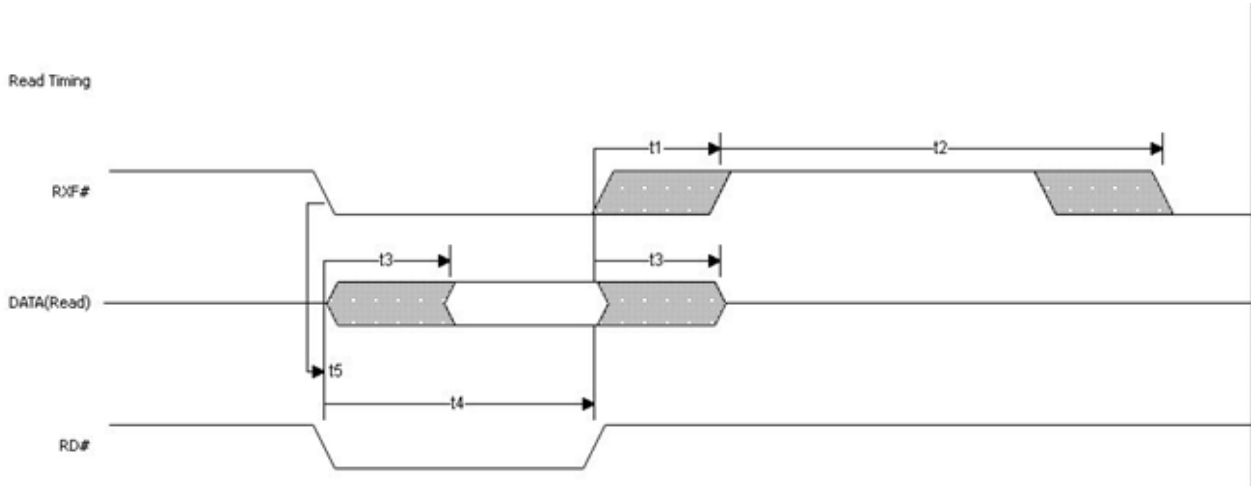 Read Timing
t1
t2
RXF#
t3
t3
DATA(Read)
t5
t4
RD#